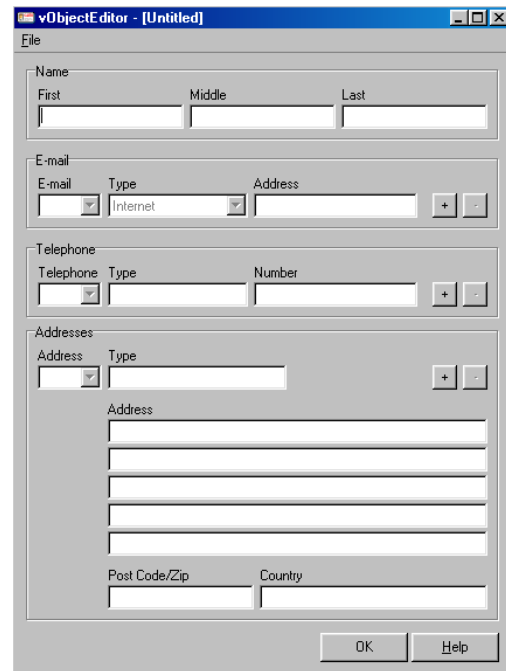 vObjectEditor - [Untitled]
File
Name
First Middle Last
E-mail
E-mail Type Address
Internet + -
Telephone
Telephone Type Number
+ -
Addresses
Address Type
+ -
Address
Post Code/Zip Country
OK Help